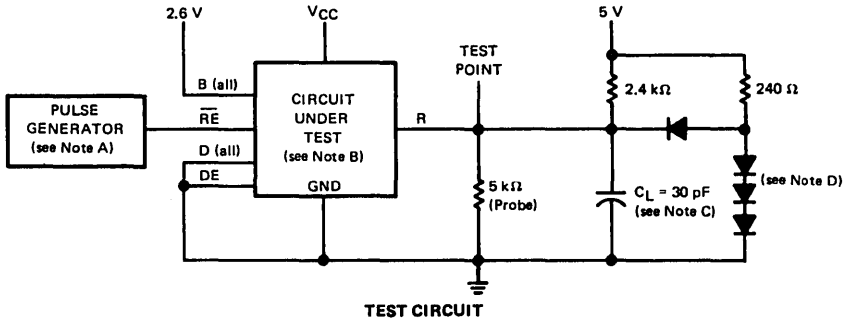 2.6 V
VCC
5 V
TEST
POINT
2.4 kΩ
240 Ω
B (all)
PULSE
GENERATOR
(see Note A)
RE
CIRCUIT
UNDER
TEST
(see Note B)
R
D (all)
DE
GND
5 kΩ
(Probe)
CL = 30 pF
(see Note C)
(see Note D)
TEST CIRCUIT